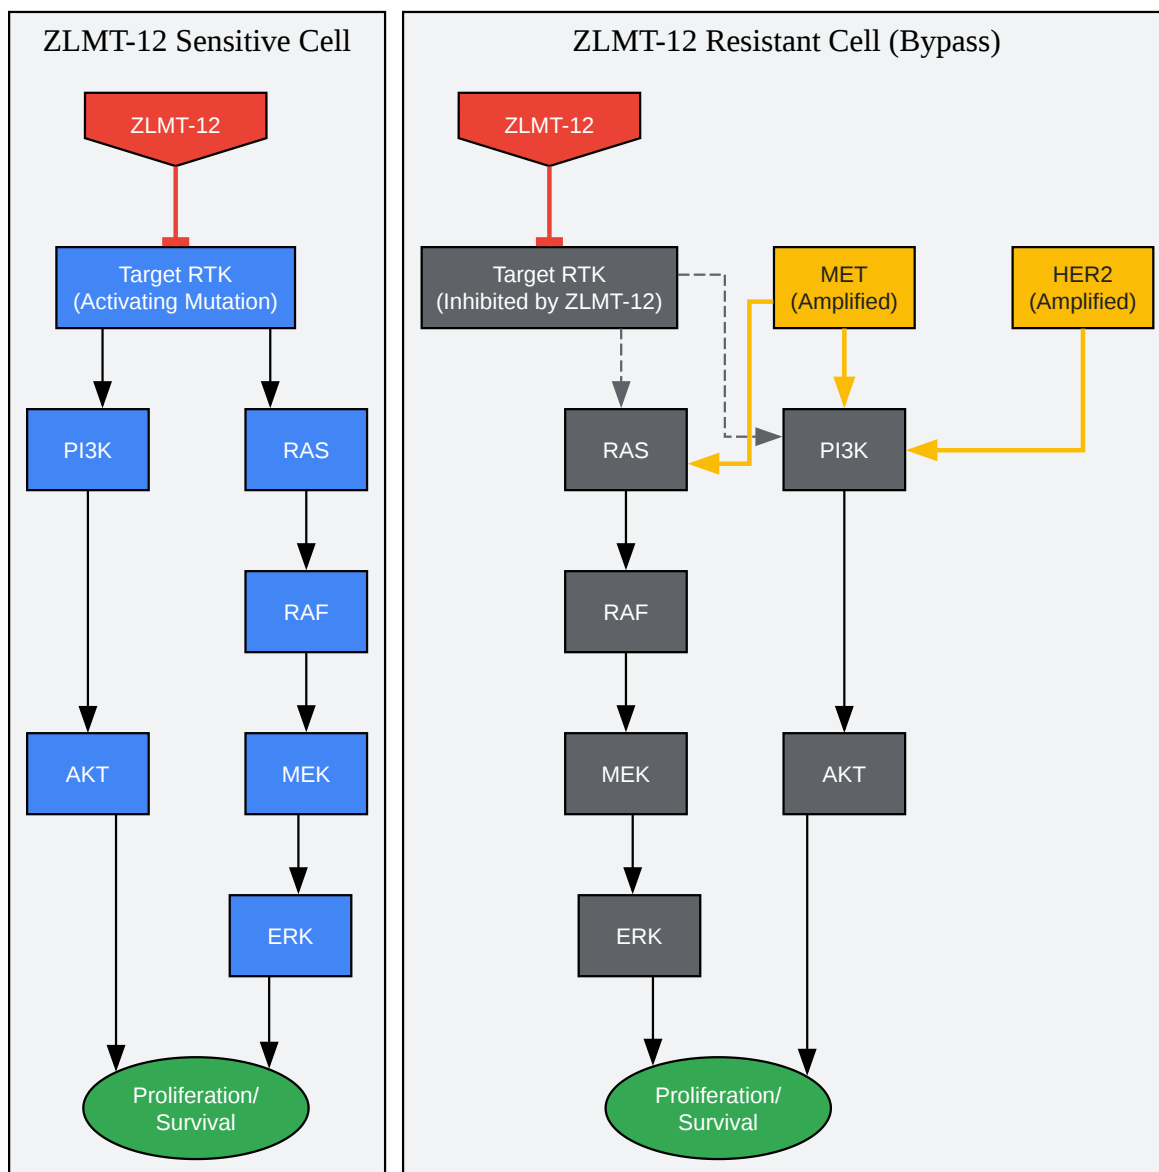 ZLMT-12 Sensitive Cell
ZLMT-12
Target RTK
(Activating Mutation)
PI3K
RAS
RAF
AKT
MEK
ERK
Proliferation/
Survival
ZLMT-12 Resistant Cell (Bypass)
ZLMT-12
Target RTK
(Inhibited by ZLMT-12)
MET
(Amplified)
HER2
(Amplified)
RAS
PI3K
RAF
MEK
AKT
ERK
Proliferation/
Survival